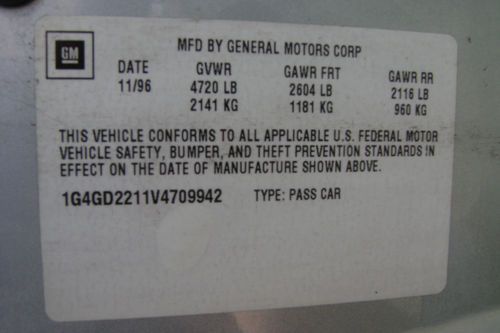 GM
MFD BY GENERAL MOTORS CORP
DATE GVWR GAWR FRT GAWR RR
11/96 4720 LB 2604 LB 2116 LB
2141 KG 1181 KG 960 KG
THIS VEHICLE CONFORMS TO ALL APPLICABLE U.S. FEDERAL MOTOR
VEHICLE SAFETY, BUMPER, AND THEFT PREVENTION STANDARDS IN
EFFECT ON THE DATE OF MANUFACTURE SHOWN ABOVE.
1G4GD2211V4709942 TYPE: PASS CAR